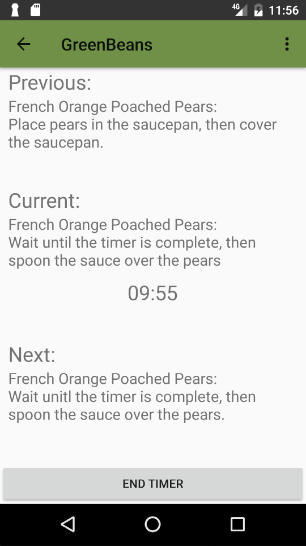 4G 11:56
GreenBeans
Previous:
French Orange Poached Pears:
Place pears in the saucepan, then cover
the saucepan.
Current:
French Orange Poached Pears:
Wait until the timer is complete, then
spoon the sauce over the pears
09:55
Next:
French Orange Poached Pears:
Wait unitl the timer is complete, then
spoon the sauce over the pears.
END TIMER